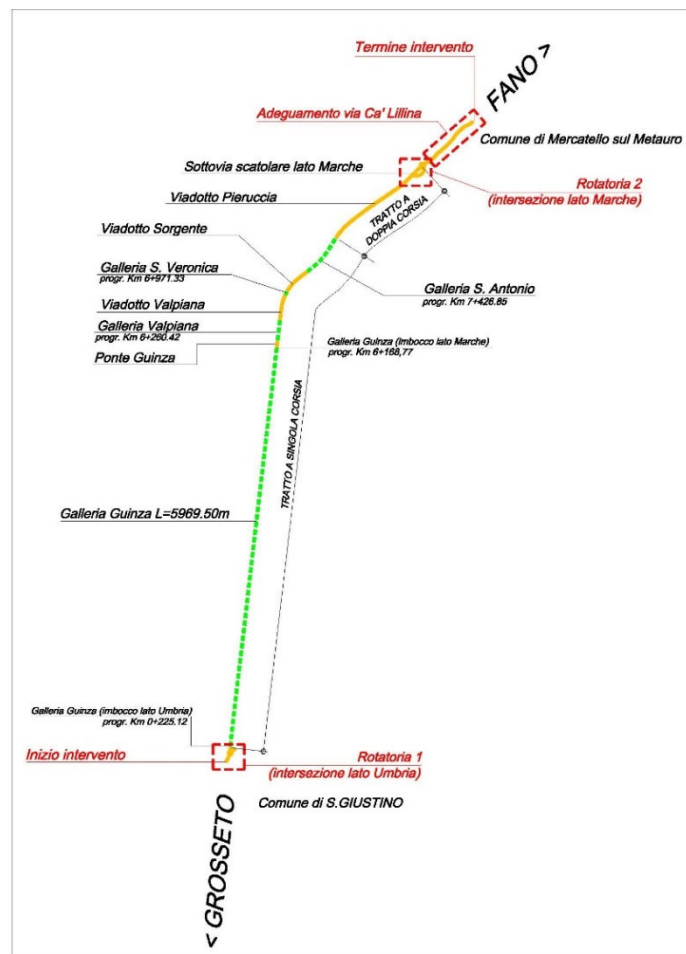 Termine intervento
FANO >
Adeguamento via Ca' Lillina
Comune di Mercatello sul Metauro
Sottovia scatolare lato Marche
Rotatoria 2
(intersezione lato Marche)
Viadotto Pieruccia
TRATTO A
DOPPIA CORSIA
Viadotto Sorgente
Galleria S. Veronica
progr. Km 6+971.33
Galleria S. Antonio
progr. Km 7+426.85
Viadotto Valpiana
Galleria Valpiana
progr. Km 6+260.42
Galleria Guinza (imbocco lato Marche)
progr. Km 6+168,77
Ponte Guinza
TRATTO A SINGOLA CORSIA
Galleria Guinza L=5969.50m
Galleria Guinza (imbocco lato Umbria)
progr. Km 0+225.12
Inizio intervento
Rotatoria 1
(intersezione lato Umbria)
Comune di S.GIUSTINO
< GROSSETO